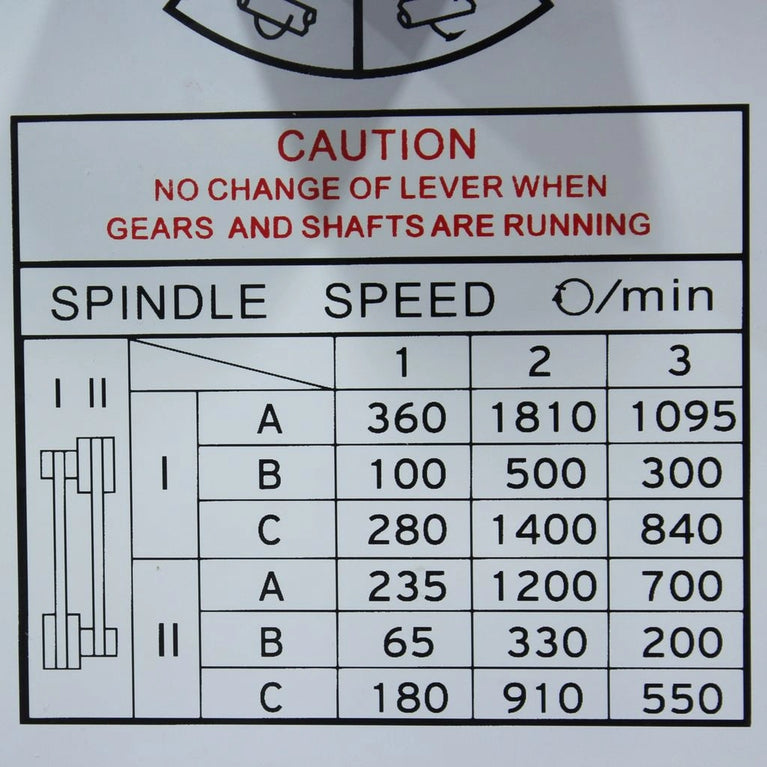 CAUTION
NO CHANGE OF LEVER WHEN
GEARS AND SHAFTS ARE RUNNING
SPINDLE SPEED /min
I II 1 2 3
I A 360 1810 1095
B 100 500 300
C 280 1400 840
II A 235 1200 700
B 65 330 200
C 180 910 550